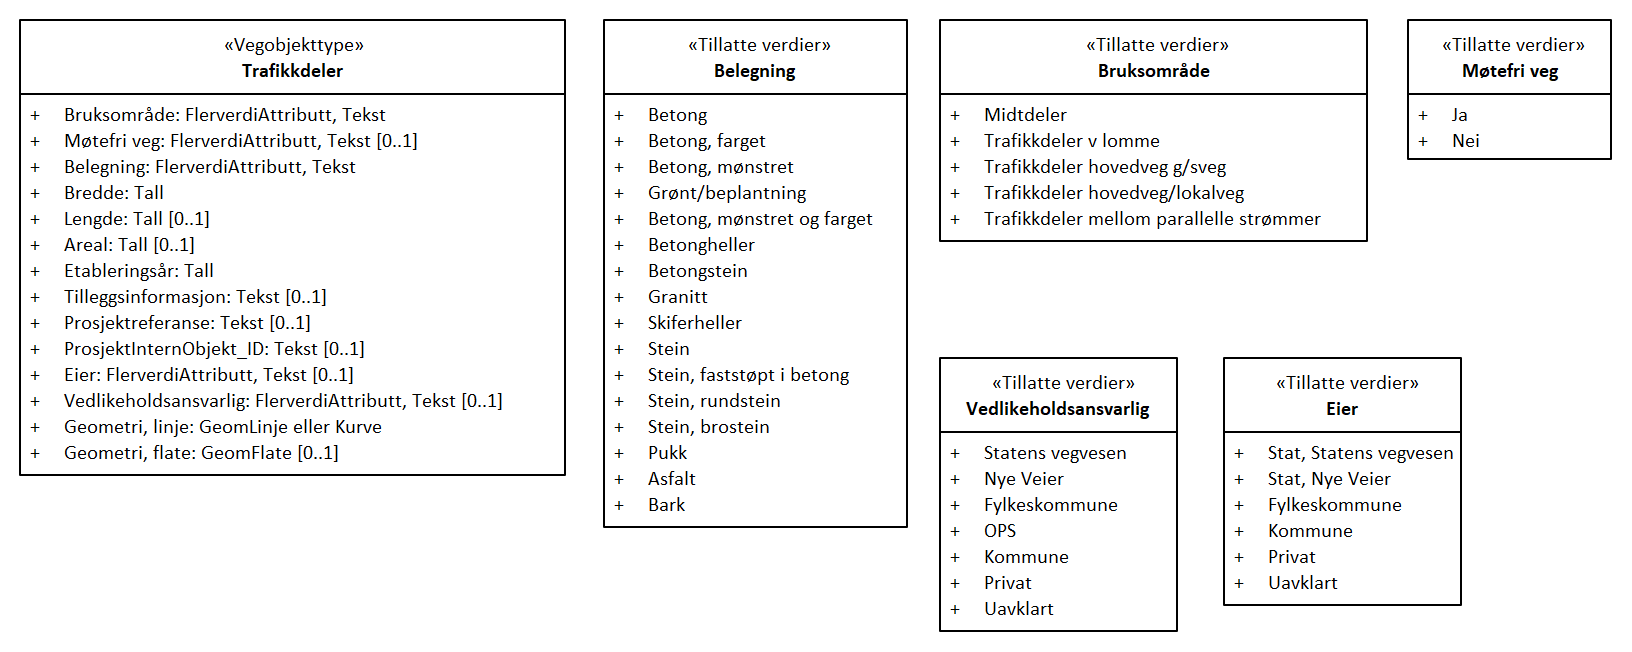 «Vegobjekttype»
Trafikkdeler
+ Bruksområde: FlerverdiAttributt, Tekst
+ Møtefri veg: FlerverdiAttributt, Tekst [0..1]
+ Belegning: FlerverdiAttributt, Tekst
+ Bredde: Tall
+ Lengde: Tall [0..1]
+ Areal: Tall [0..1]
+ Etableringsår: Tall
+ Tilleggsinformasjon: Tekst [0..1]
+ Prosjektreferanse: Tekst [0..1]
+ ProsjektInternObjekt_ID: Tekst [0..1]
+ Eier: FlerverdiAttributt, Tekst [0..1]
+ Vedlikeholdsansvarlig: FlerverdiAttributt, Tekst [0..1]
+ Geometri, linje: GeomLinje eller Kurve
+ Geometri, flate: GeomFlate [0..1]
«Tillatte verdier»
Belegning
+ Betong
+ Betong, farget
+ Betong, mønstret
+ Grønt/beplantning
+ Betong, mønstret og farget
+ Betongheller
+ Betongstein
+ Granitt
+ Skiferheller
+ Stein
+ Stein, faststøpt i betong
+ Stein, rundstein
+ Stein, brostein
+ Pukk
+ Asfalt
+ Bark
«Tillatte verdier»
Bruksområde
+ Midtdeler
+ Trafikkdeler v lomme
+ Trafikkdeler hovedveg g/sveg
+ Trafikkdeler hovedveg/lokalveg
+ Trafikkdeler mellom parallelle strømmer
«Tillatte verdier»
Møtefri veg
+ Ja
+ Nei
«Tillatte verdier»
Vedlikeholdsansvarlig
+ Statens vegvesen
+ Nye Veier
+ Fylkeskommune
+ OPS
+ Kommune
+ Privat
+ Uavklart
«Tillatte verdier»
Eier
+ Stat, Statens vegvesen
+ Stat, Nye Veier
+ Fylkeskommune
+ Kommune
+ Privat
+ Uavklart